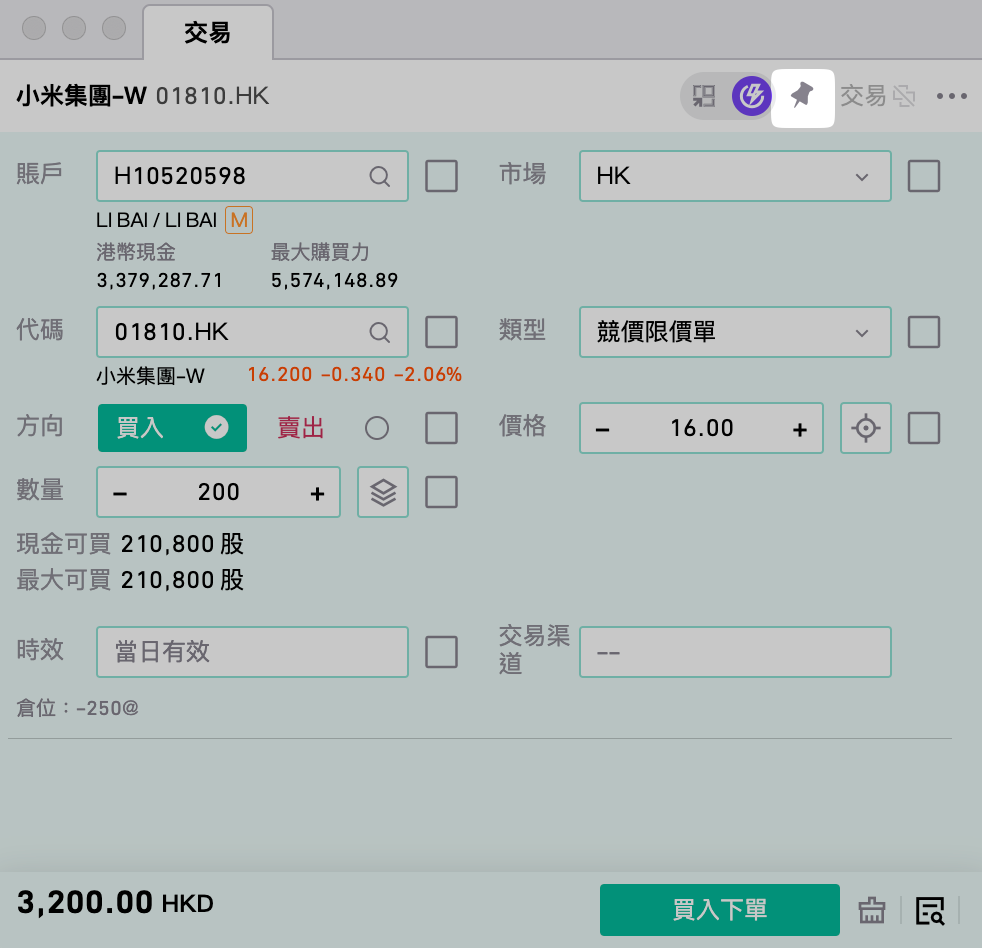 交易
小米集團-W 01810.HK 交易
賬戶 H10520598 市場 HK
LI BAI / LI BAI M
港幣現金 最大購買力
3,379,287.71 5,574,148.89
代碼 01810.HK 類型 競價限價單
小米集團-W 16.200 -0.340 -2.06%
方向 買入 賣出 價格 - 16.00 +
數量 - 200 +
現金可買 210,800 股
最大可買 210,800 股
時效 當日有效 交易渠道 --
倉位：-250@
3,200.00 HKD 買入下單